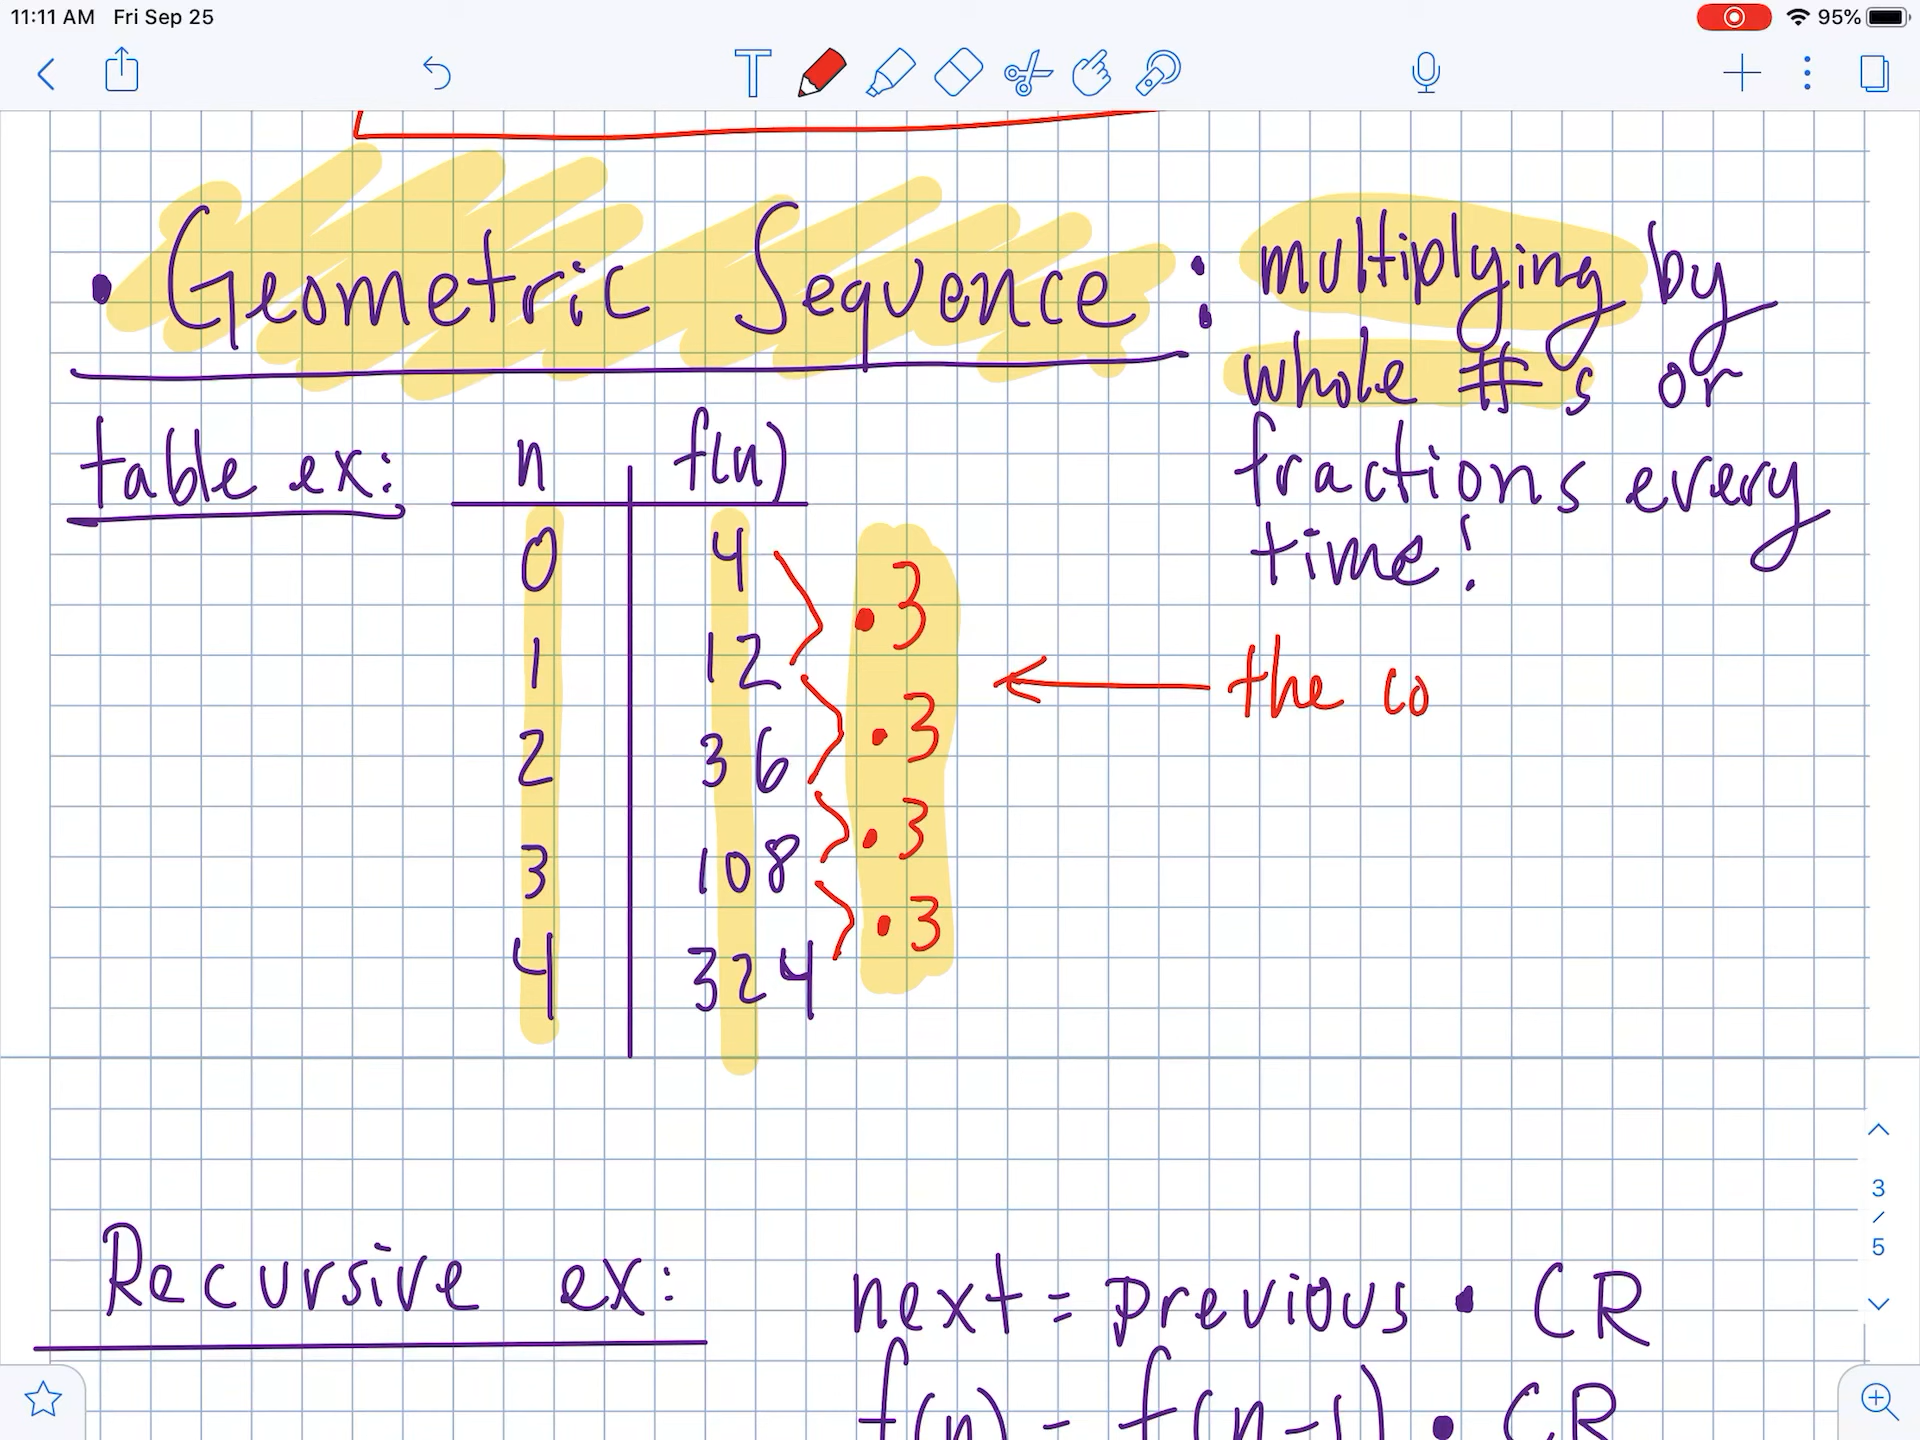 11:11 AM Fri Sep 25
95%
• Geometric Sequence : multiplying by
whole #s or
fractions every
time!
table ex:
n f(n)
0 4
•3
1 12
the co
•3
2 36
•3
3 108
•3
4 324
3
/
5
Recursive ex: next = previous • CR
f(n) = f(n-1) • CR